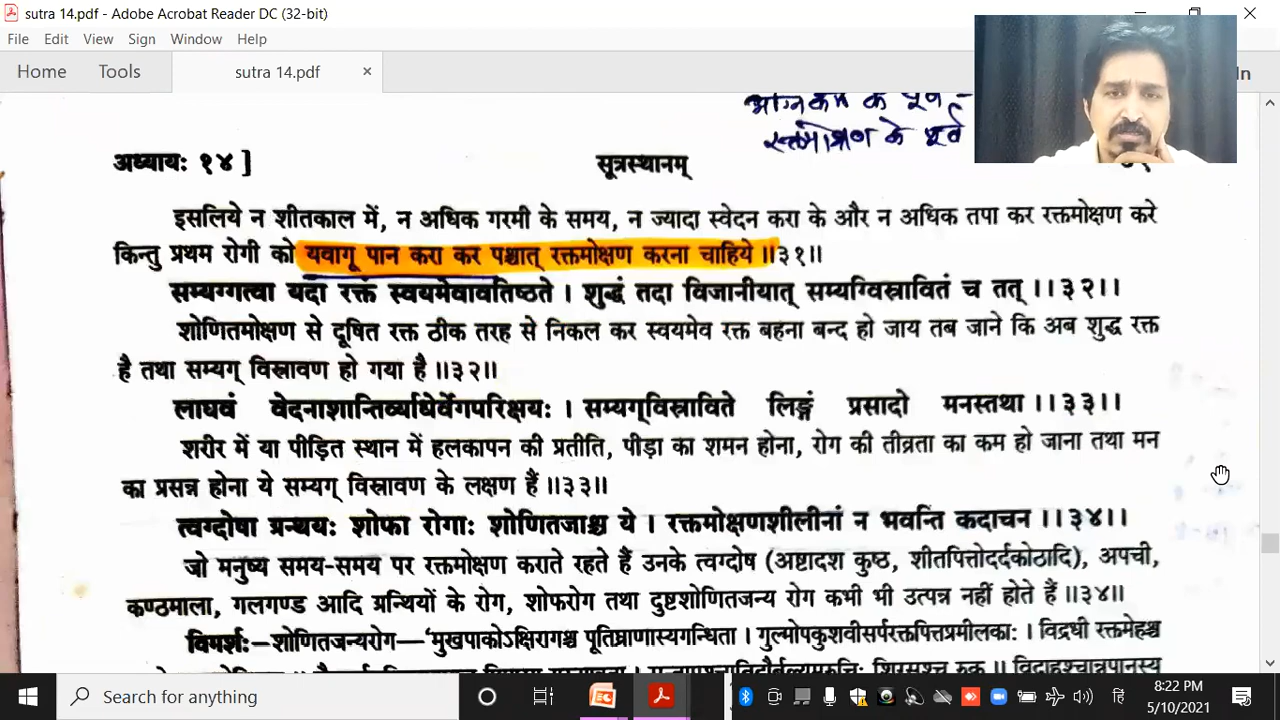 sutra 14.pdf - Adobe Acrobat Reader DC (32-bit)
File Edit View Sign Window Help
Home Tools sutra 14.pdf × In
के पूर्व -
रक्तमोक्षण के पूर्व
अध्यायः १४ ] सूत्रस्थानम्
इसलिये न शीतकाल में, न अधिक गरमी के समय, न ज्यादा स्वेदन करा के और न अधिक तपा कर रक्तमोक्षण करे
किन्तु प्रथम रोगी को यवागू पान करा कर पश्चात् रक्तमोक्षण करना चाहिये ॥३१॥
सम्यग्गत्वा यदा रक्तं स्वयमेवावतिष्ठते । शुद्धं तदा विजानीयात् सम्यग्विस्रावितं च तत् ।।३२।।
शोणितमोक्षण से दूषित रक्त ठीक तरह से निकल कर स्वयमेव रक्त बहना बन्द हो जाय तब जाने कि अब शुद्ध रक्त
है तथा सम्यग् विस्रावण हो गया है ॥३२॥
लाघवं वेदनाशान्तिर्व्याधेर्वेगपरिक्षयः । सम्यग्विस्राविते लिङ्गं प्रसादो मनस्तथा ।।३३।।
शरीर में या पीड़ित स्थान में हलकापन की प्रतीति, पीड़ा का शमन होना, रोग की तीव्रता का कम हो जाना तथा मन
का प्रसन्न होना ये सम्यग् विस्रावण के लक्षण हैं ॥३३॥
त्वग्दोषा ग्रन्थयः शोफा रोगाः शोणितजाश्च ये । रक्तमोक्षणशीलीनां न भवन्ति कदाचन ।।३४।।
जो मनुष्य समय-समय पर रक्तमोक्षण कराते रहते हैं उनके त्वग्दोष (अष्टादश कुष्ठ, शीतपित्तोदर्दकोठादि), अपची,
कण्ठमाला, गलगण्ड आदि ग्रन्थियों के रोग, शोफरोग तथा दुष्टशोणितजन्य रोग कभी भी उत्पन्न नहीं होते हैं ॥३४॥
विमर्शः—शोणितजन्यरोग—'मुखपाकोऽक्षिरागश्च पूतिघ्राणास्यगन्धिता । गुल्मोपकुशवीसर्परक्तपित्तप्रमीलकाः । विद्रधी रक्तमेहश्च
Search for anything हि 8:22 PM
5/10/2021